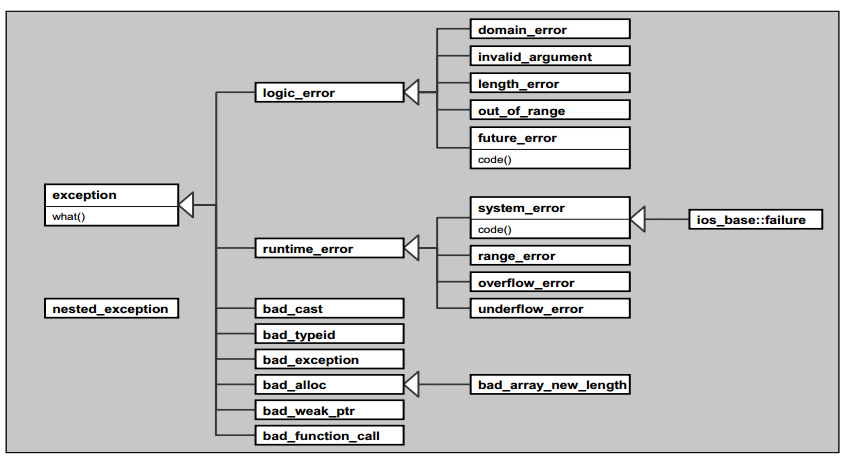 domain_error
invalid_argument
length_error
out_of_range
future_error
code()
logic_error
exception
what()
system_error
code()
ios_base::failure
runtime_error
range_error
overflow_error
underflow_error
nested_exception
bad_cast
bad_typeid
bad_exception
bad_alloc
bad_array_new_length
bad_weak_ptr
bad_function_call